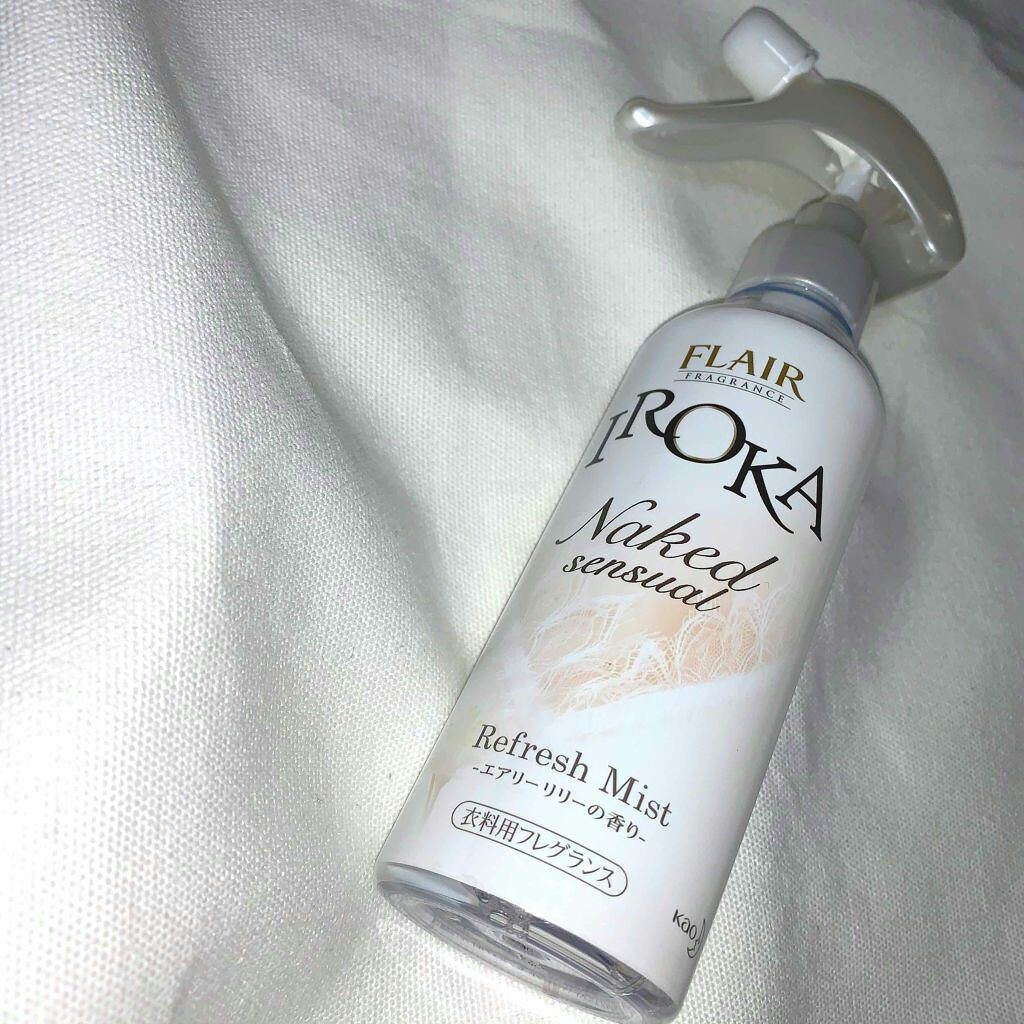 FLAIR
FRAGRANCE
IROKA
Naked
sensual
Refresh Mist
-エアリーリリーの香り-
衣料用フレグランス
Kao